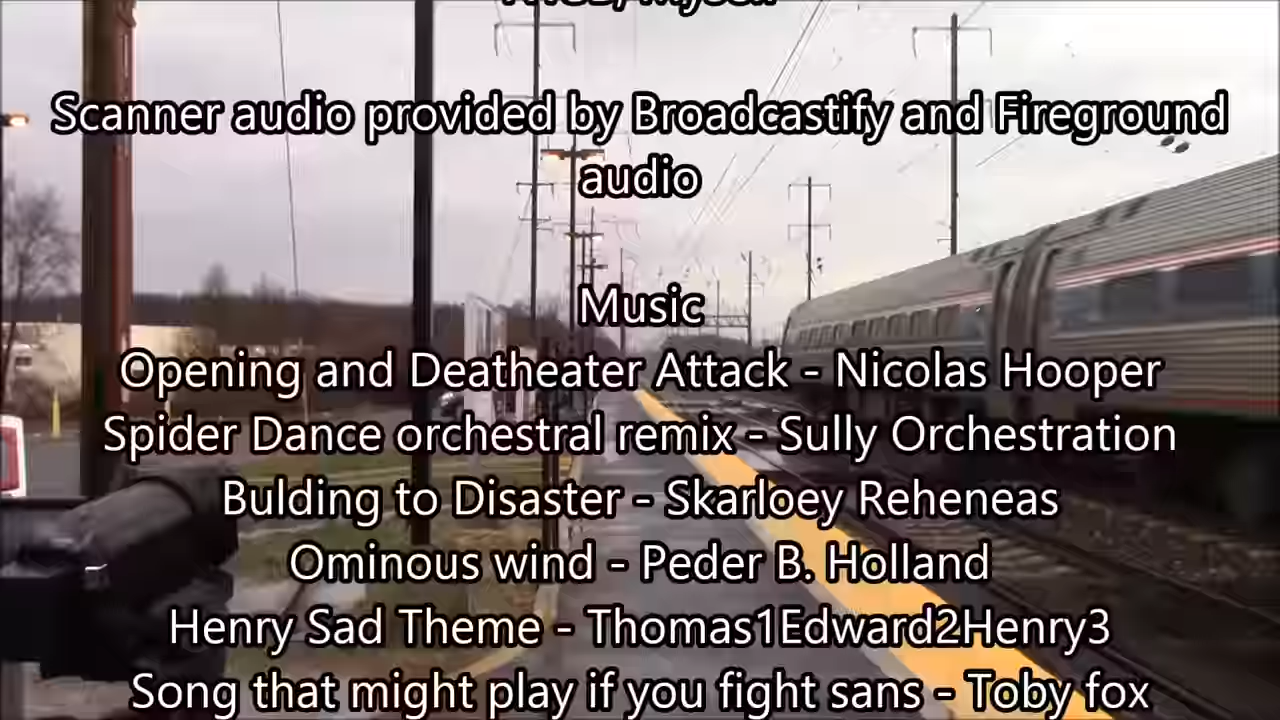 Scanner audio provided by Broadcastify and Fireground
audio
Music
Opening and Deatheater Attack - Nicolas Hooper
Spider Dance orchestral remix - Sully Orchestration
Bulding to Disaster - Skarloey Reheneas
Ominous wind - Peder B. Holland
Henry Sad Theme - Thomas1Edward2Henry3
Song that might play if you fight sans - Toby fox